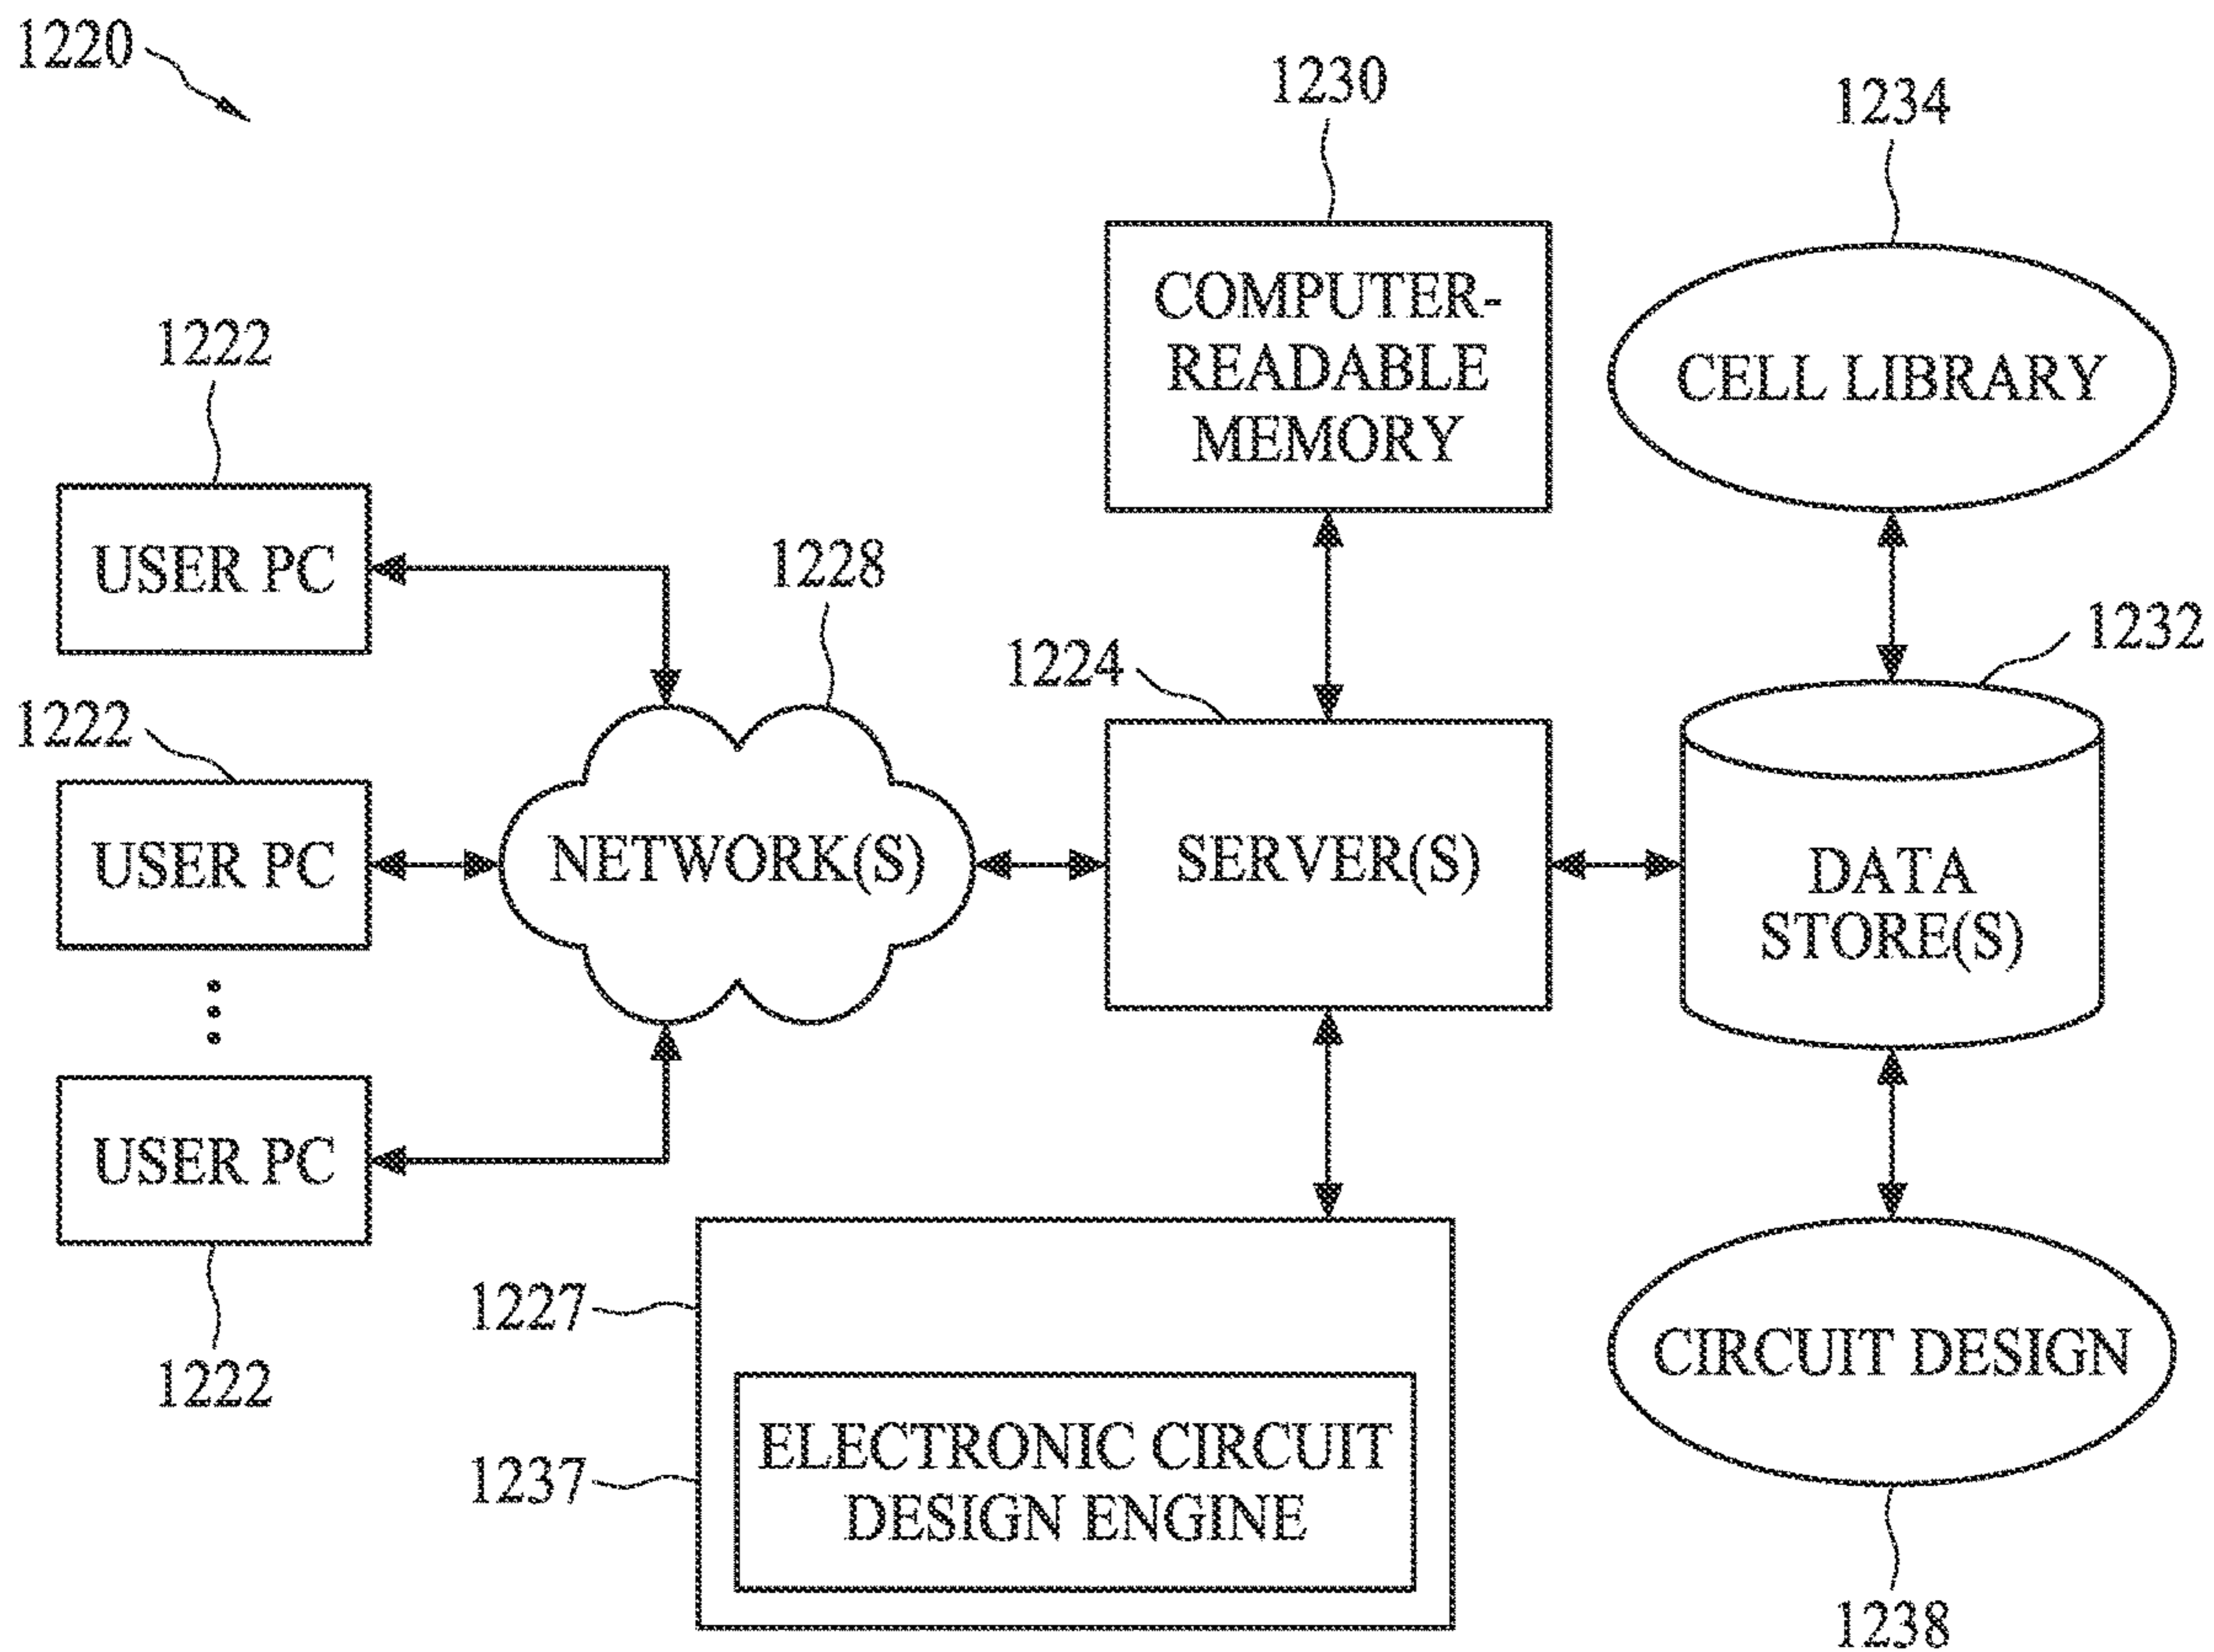 1220
1230
1234
COMPUTER-
READABLE
MEMORY
CELL LIBRARY
1222
USER PC
1228
1224
1232
1222
USER PC
NETWORK(S)
SERVER(S)
DATA
STORE(S)
USER PC
1222
1227
1237
ELECTRONIC CIRCUIT
DESIGN ENGINE
CIRCUIT DESIGN
1238